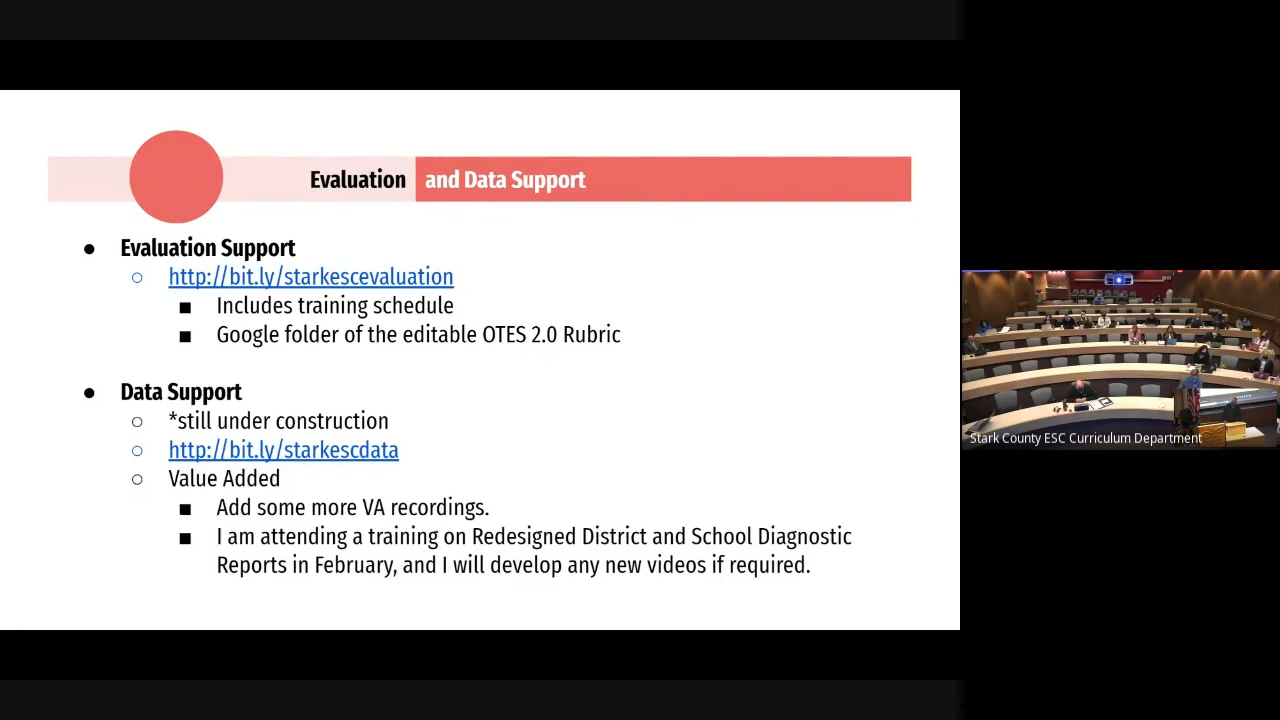 Evaluation and Data Support
● Evaluation Support
○ http://bit.ly/starkescevaluation
■ Includes training schedule
■ Google folder of the editable OTES 2.0 Rubric
● Data Support
○ *still under construction
○ http://bit.ly/starkescdata
○ Value Added
■ Add some more VA recordings.
■ I am attending a training on Redesigned District and School Diagnostic
Reports in February, and I will develop any new videos if required.
Stark County ESC Curriculum Department